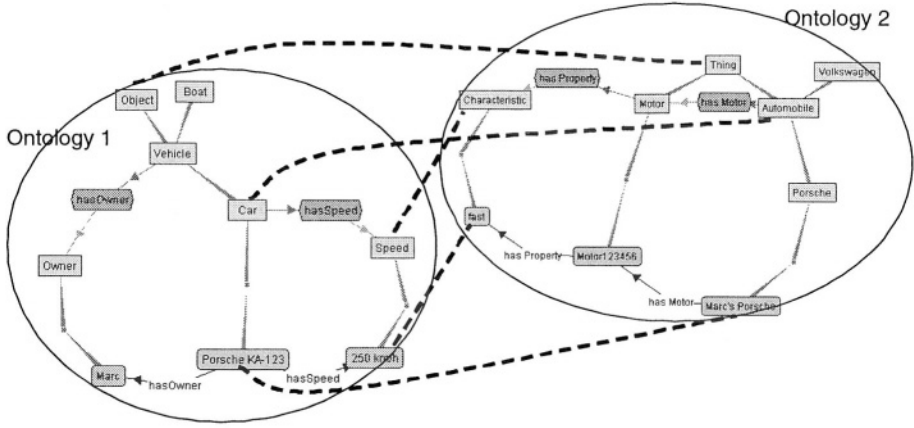 Ontology 2
Thing
has Property
Volkswagen
Characteristic
Motor
has Motor
Automobile
Object
Boat
Ontology 1
Vehicle
hasOwner
Car
hasSpeed
Porsche
fast
Owner
Speed
has Property
Motor123456
has Motor
Marc's Porsche
Marc
Porsche KA-123
250 km/h
hasOwner
hasSpeed